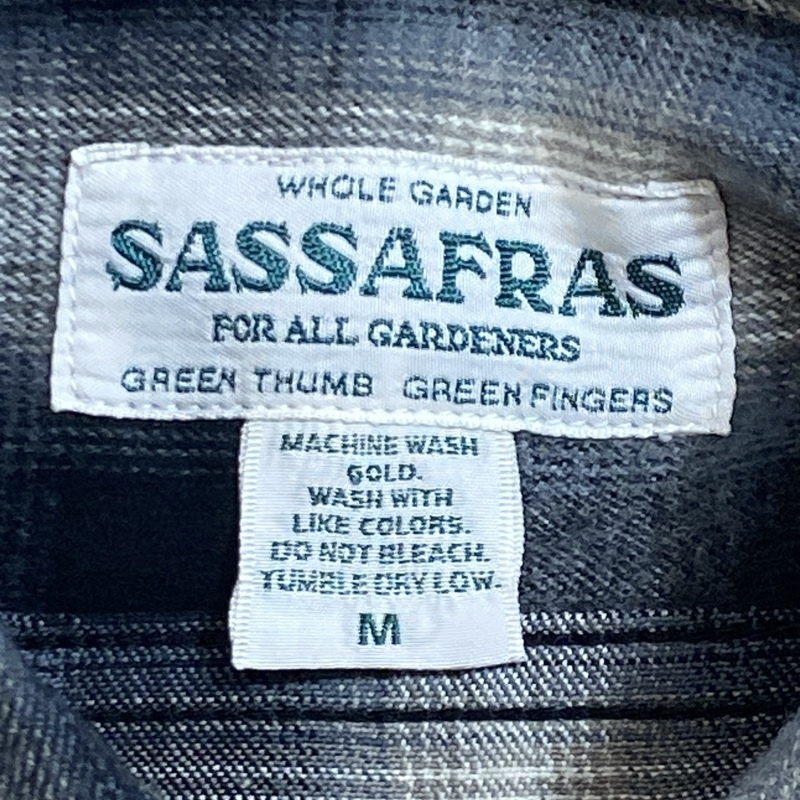 WHOLE GARDEN
SASSAFRAS
FOR ALL GARDENERS
GREEN THUMB GREEN FINGERS
MACHINE WASH
GOLD.
WASH WITH
LIKE COLORS.
DO NOT BLEACH.
TUMBLE DRY LOW.
M